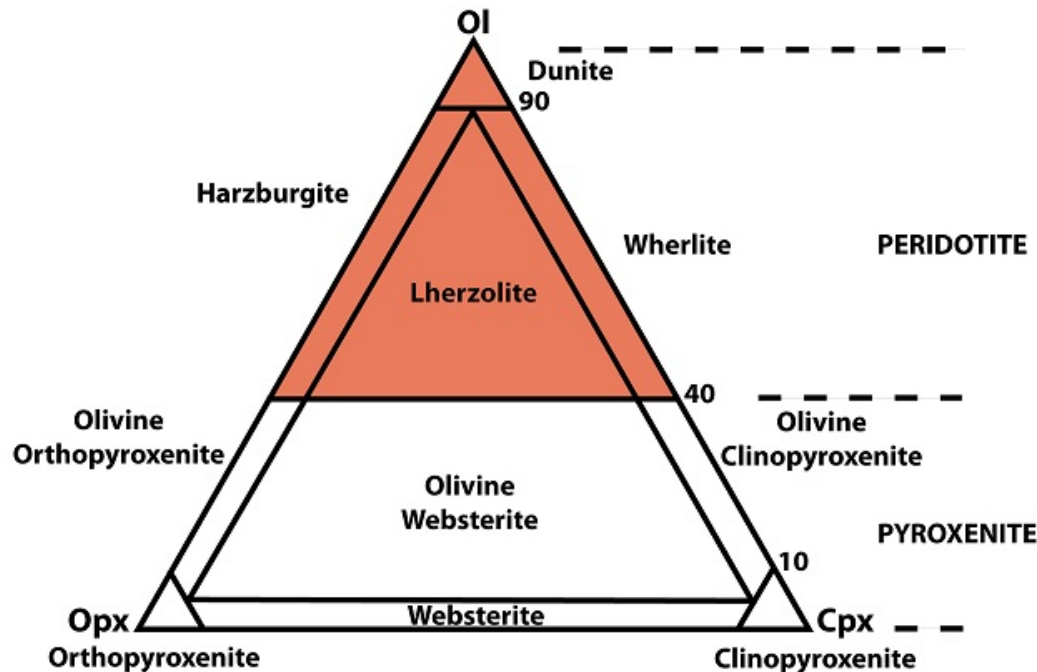 Ol
Dunite
90
Harzburgite
Wherlite
PERIDOTITE
Lherzolite
40
Olivine
Orthopyroxenite
Olivine
Clinopyroxenite
Olivine
Websterite
PYROXENITE
10
Opx
Websterite
Cpx
Orthopyroxenite
Clinopyroxenite